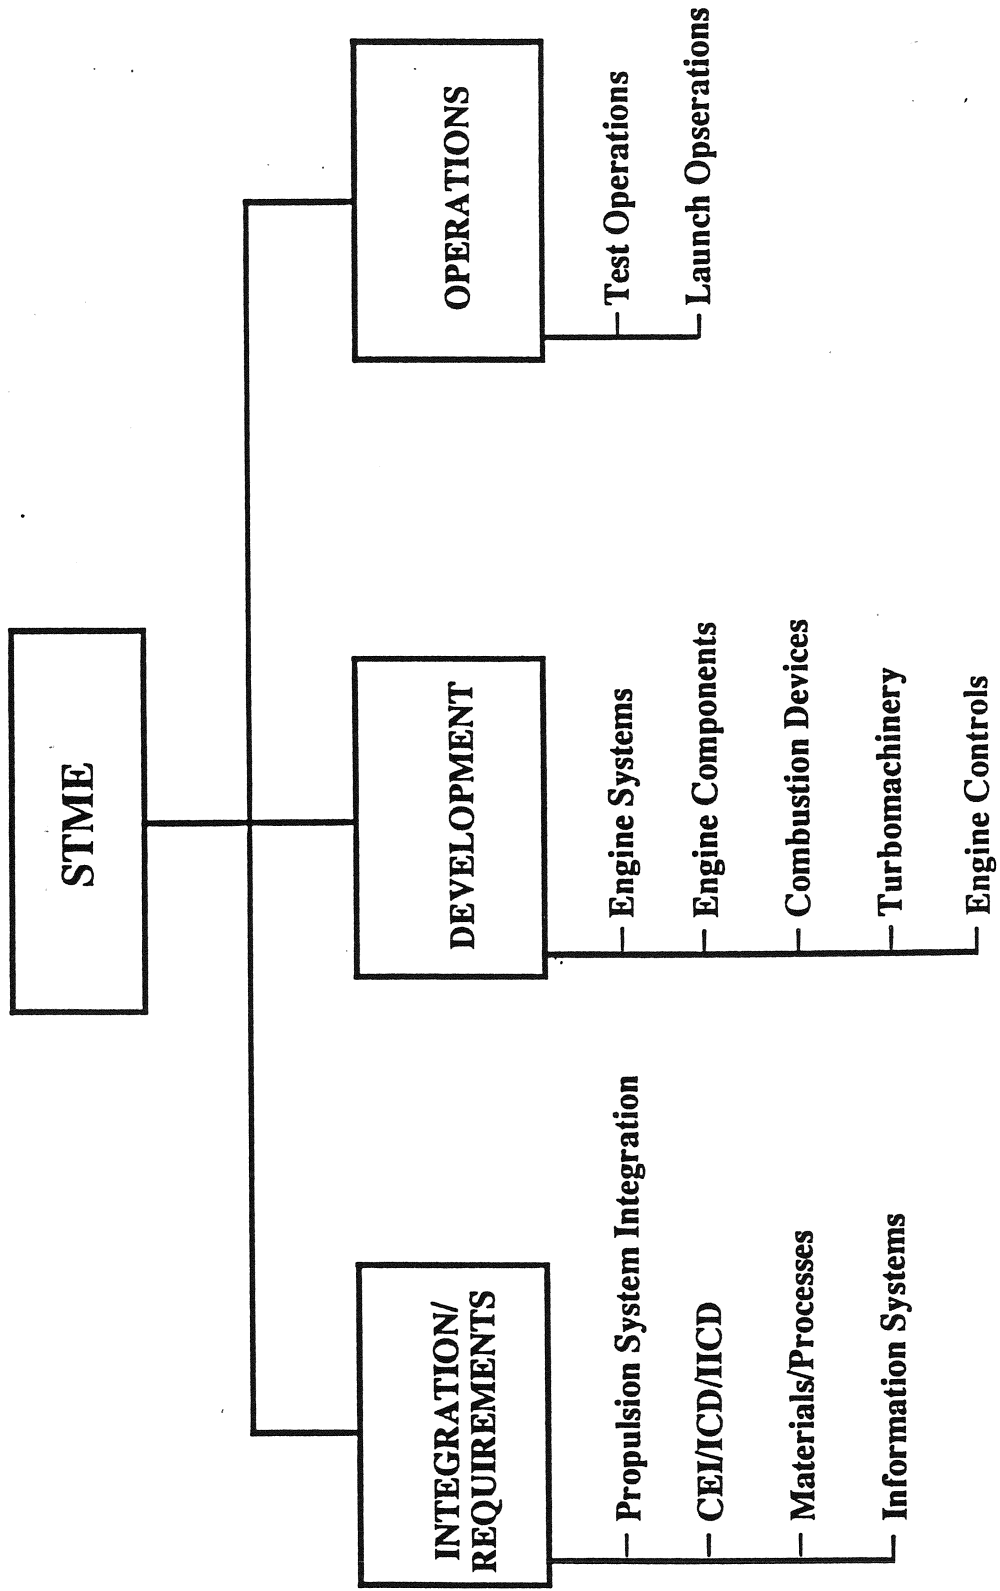 STME
INTEGRATION/
REQUIREMENTS
Propulsion System Integration
CEI/ICD/IICD
Materials/Processes
Information Systems
DEVELOPMENT
Engine Systems
Engine Components
Combustion Devices
Turbomachinery
Engine Controls
OPERATIONS
Test Operations
Launch Opserations